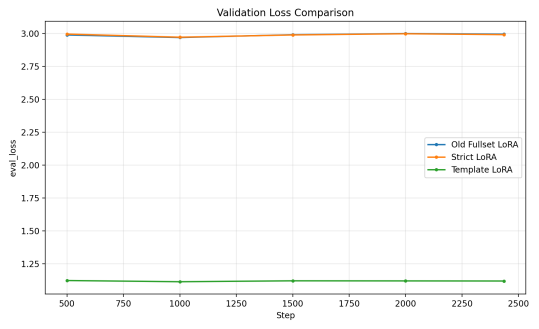 Validation Loss Comparison
3.00
2.75
2.50
2.25
2.00
1.75
1.50
1.25
eval_loss
Old Fullset LoRA
Strict LoRA
Template LoRA
500 750 1000 1250 1500 1750 2000 2250 2500
Step